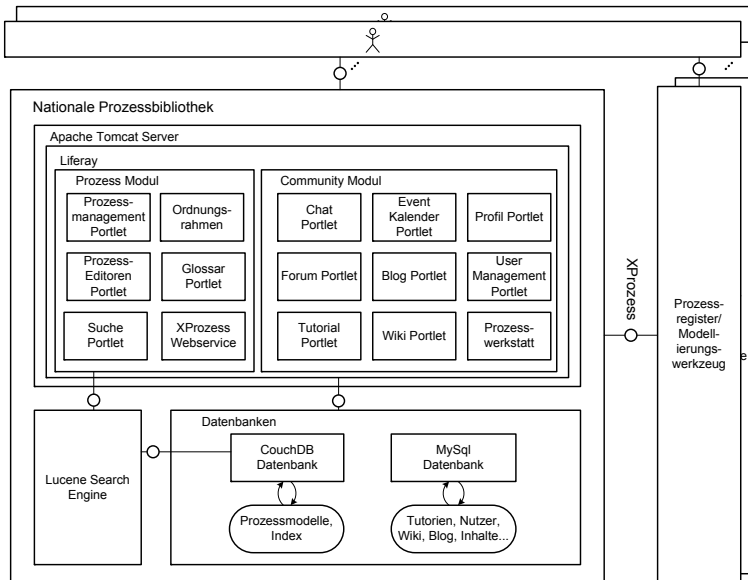 Nationale Prozessbibliothek
Apache Tomcat Server
Liferay
Prozess Modul
Prozess-
management
Portlet
Ordnungs-
rahmen
Prozess-
Editoren
Portlet
Glossar
Portlet
Suche
Portlet
XProzess
Webservice
Community Modul
Chat
Portlet
Event
Kalender
Portlet
Profil Portlet
Forum Portlet
Blog Portlet
User
Management
Portlet
Tutorial
Portlet
Wiki Portlet
Prozess-
werkstatt
XProzess
Prozess-
register/
Modell-
ierungs-
werkzeug
e
Lucene Search
Engine
Datenbanken
CouchDB
Datenbank
MySql
Datenbank
Prozessmodelle,
Index
Tutorien, Nutzer,
Wiki, Blog, Inhalte...